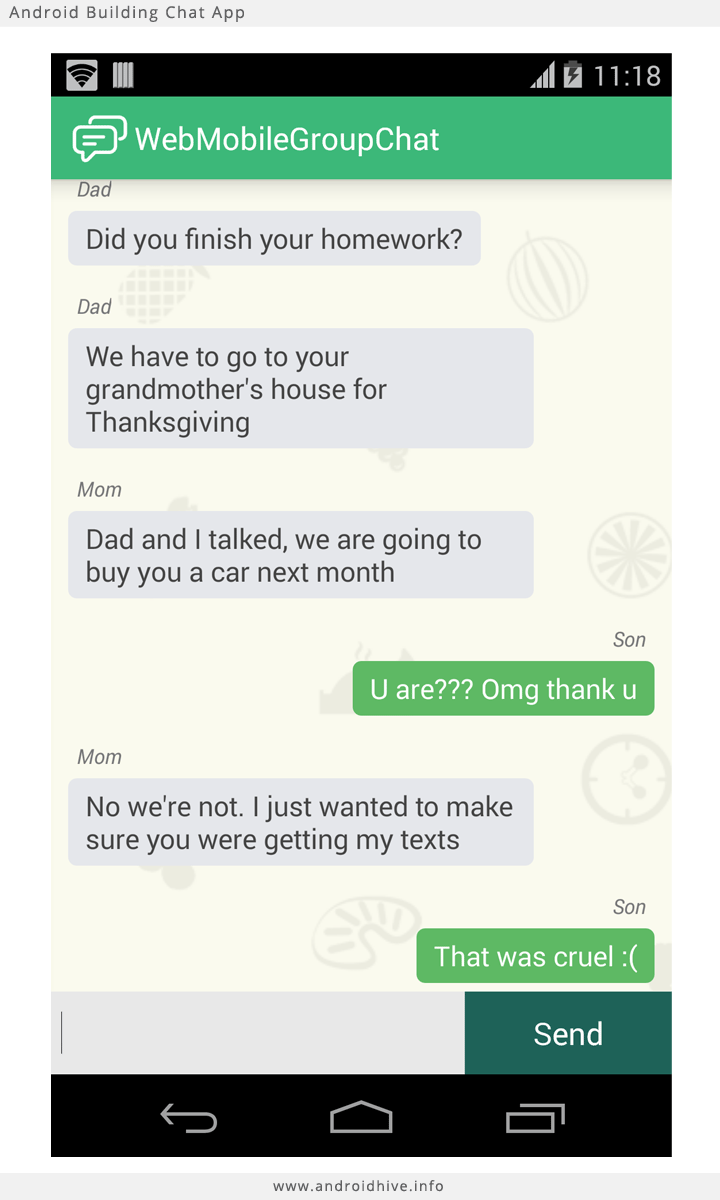 Android Building Chat App
11:18
WebMobileGroupChat
Dad
Did you finish your homework?
Dad
We have to go to your
grandmother's house for
Thanksgiving
Mom
Dad and I talked, we are going to
buy you a car next month
Son
U are??? Omg thank u
Mom
No we're not. I just wanted to make
sure you were getting my texts
Son
That was cruel :(
Send
www.androidhive.info